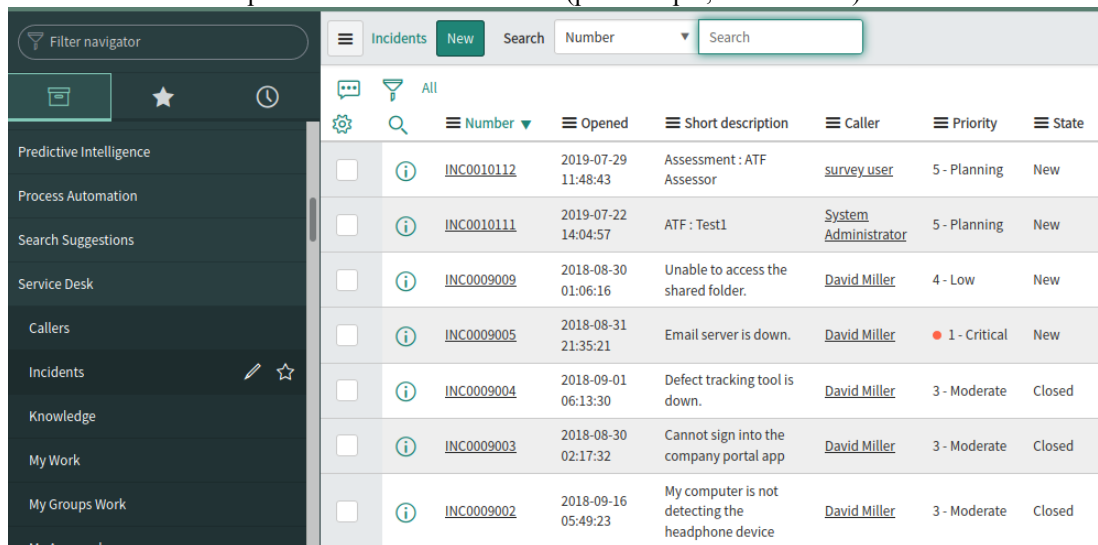 Filter navigator
Predictive Intelligence
Process Automation
Search Suggestions
Service Desk
Callers
Incidents
Knowledge
My Work
My Groups Work
Incidents New Search Number Search
All
Number Opened Short description Caller Priority State
INC0010112 2019-07-29 11:48:43 Assessment : ATF Assessor survey user 5 - Planning New
INC0010111 2019-07-22 14:04:57 ATF : Test1 System Administrator 5 - Planning New
INC0009009 2018-08-30 01:06:16 Unable to access the shared folder. David Miller 4 - Low New
INC0009005 2018-08-31 21:35:21 Email server is down. David Miller 1 - Critical New
INC0009004 2018-09-01 06:13:30 Defect tracking tool is down. David Miller 3 - Moderate Closed
INC0009003 2018-08-30 02:17:32 Cannot sign into the company portal app David Miller 3 - Moderate Closed
INC0009002 2018-09-16 05:49:23 My computer is not detecting the headphone device David Miller 3 - Moderate Closed